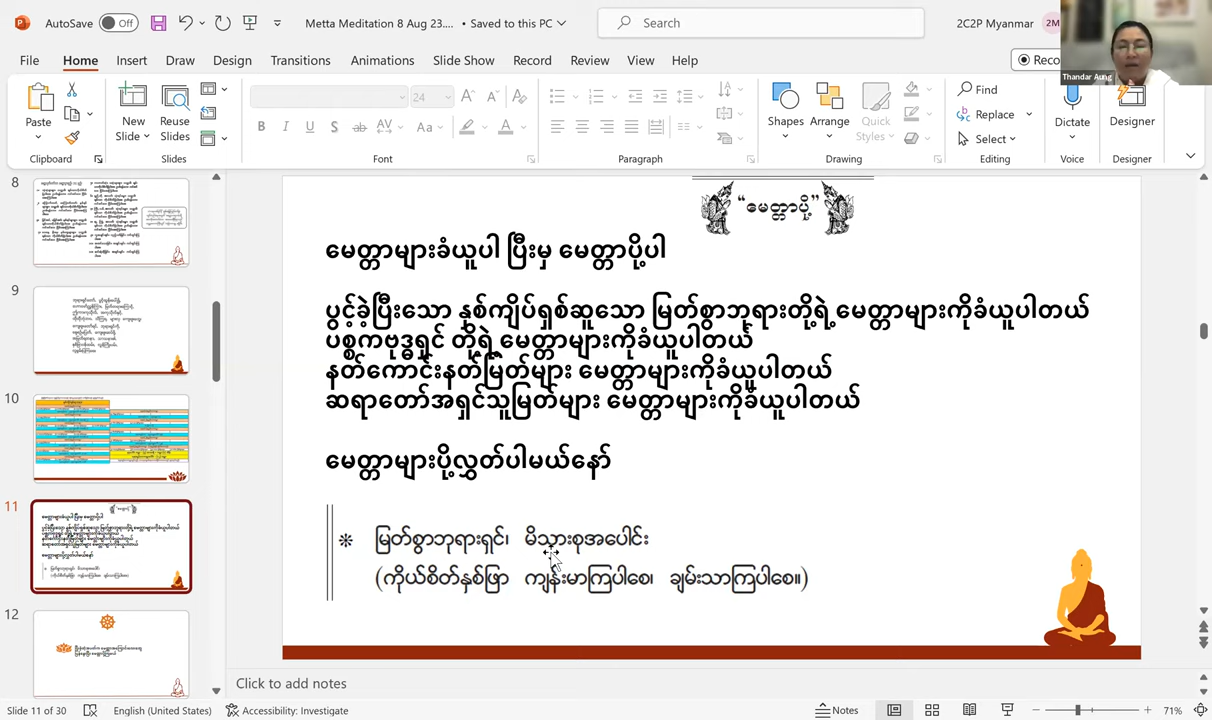 AutoSave Off Metta Meditation 8 Aug 23.... • Saved to this PC Search 2C2P Myanmar 2M
Thandar Aung
File Home Insert Draw Design Transitions Animations Slide Show Record Review View Help
Paste New Slide Reuse Slides 24 Shapes Arrange Quick Styles Find Replace Select Dictate Designer
Clipboard Slides Font Paragraph Drawing Editing Voice Designer
8
9
10
11
12
“မေတ္တာပို့”
မေတ္တာများခံယူပါ ပြီးမှ မေတ္တာပို့ပါ
ပွင့်ခဲ့ပြီးသော နှစ်ကျိပ်ရှစ်ဆူသော မြတ်စွာဘုရားတို့ရဲ့ မေတ္တာများကိုခံယူပါတယ်
ပစ္စကဗုဒ္ဓရှင် တို့ရဲ့ မေတ္တာများကိုခံယူပါတယ်
နတ်ကောင်းနတ်မြတ်များ မေတ္တာများကိုခံယူပါတယ်
ဆရာတော်အရှင်သူမြတ်များ မေတ္တာများကိုခံယူပါတယ်
မေတ္တာများပို့လွှတ်ပါမယ်နော်
* မြတ်စွာဘုရားရှင်၊ မိသားစုအပေါင်း
(ကိုယ်စိတ်နှစ်ဖြာ ကျန်းမာကြပါစေ၊ ချမ်းသာကြပါစေ။)
Click to add notes
Slide 11 of 30 English (United States) Accessibility: Investigate Notes 71%